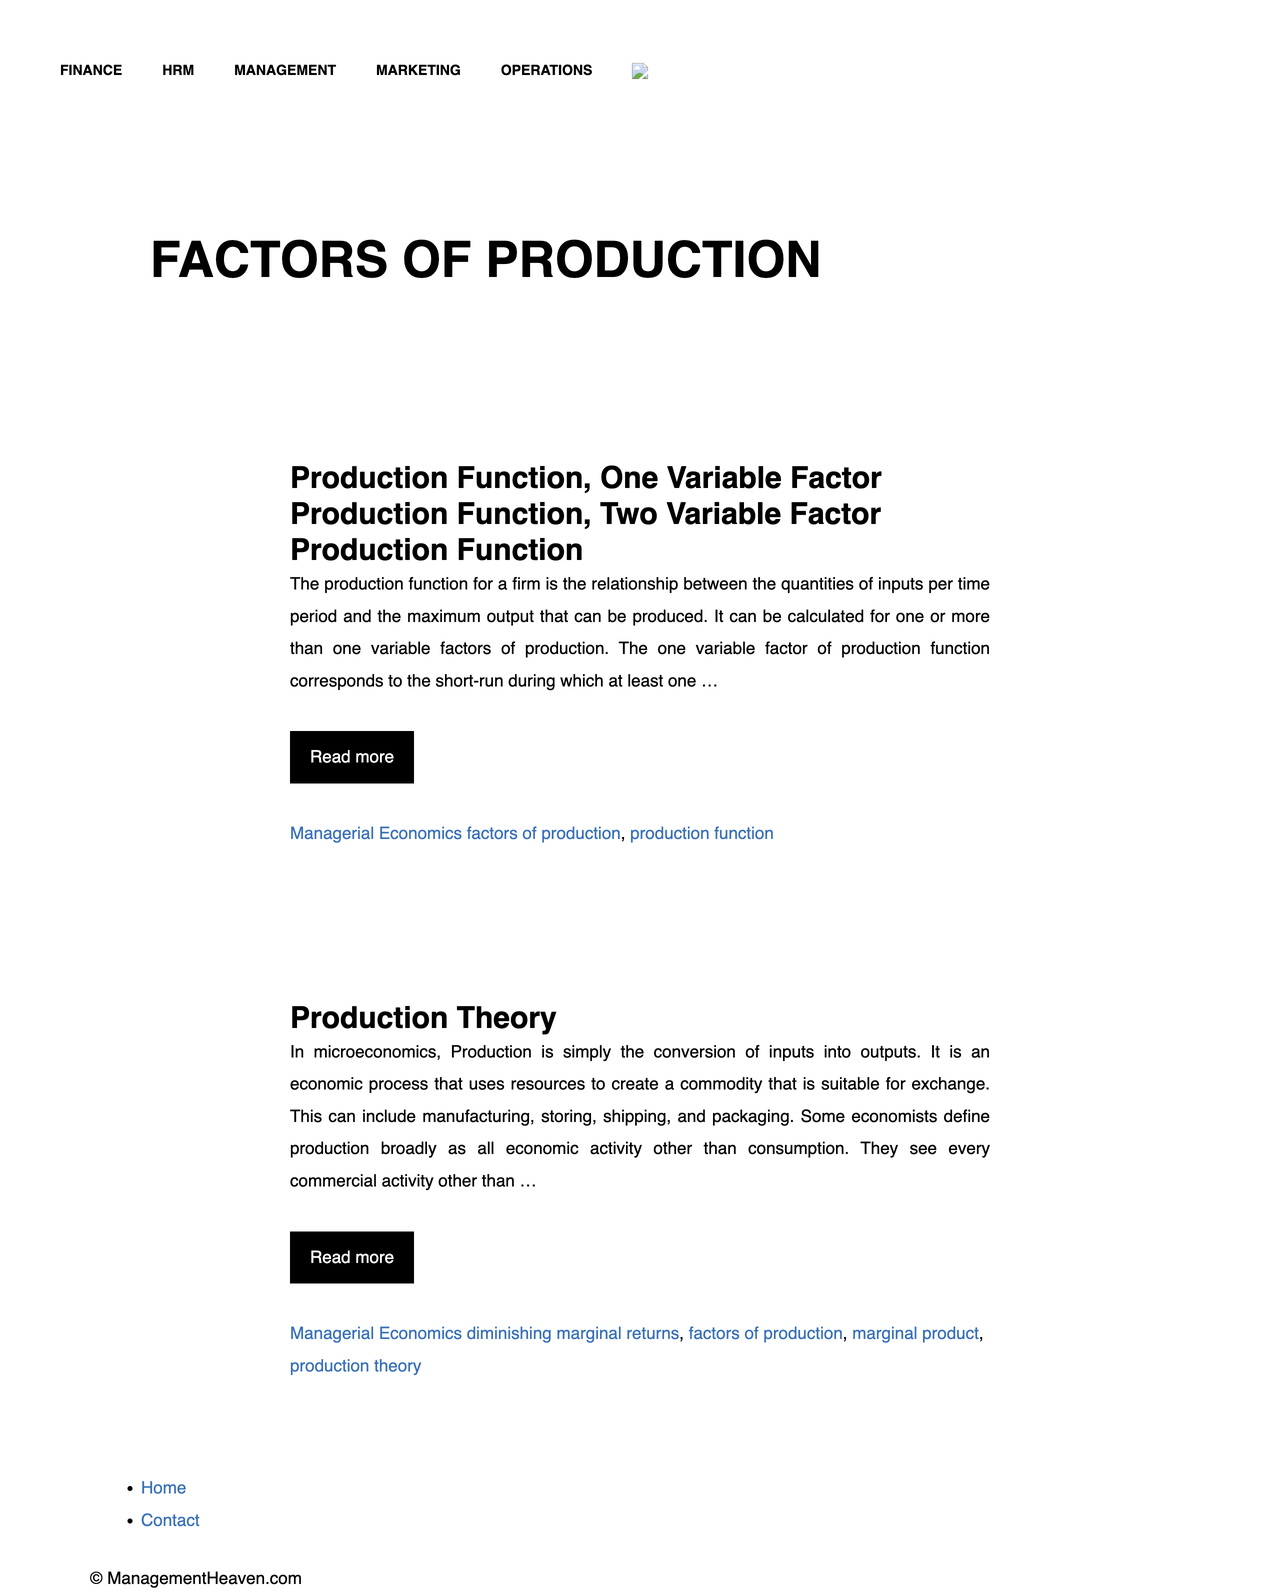 FINANCE HRM MANAGEMENT MARKETING OPERATIONS
FACTORS OF PRODUCTION
Production Function, One Variable Factor
Production Function, Two Variable Factor
Production Function
The production function for a firm is the relationship between the quantities of inputs per time
period and the maximum output that can be produced. It can be calculated for one or more
than one variable factors of production. The one variable factor of production function
corresponds to the short-run during which at least one …
Read more
Managerial Economics factors of production, production function
Production Theory
In microeconomics, Production is simply the conversion of inputs into outputs. It is an
economic process that uses resources to create a commodity that is suitable for exchange.
This can include manufacturing, storing, shipping, and packaging. Some economists define
production broadly as all economic activity other than consumption. They see every
commercial activity other than …
Read more
Managerial Economics diminishing marginal returns, factors of production, marginal product,
production theory
• Home
• Contact
© ManagementHeaven.com